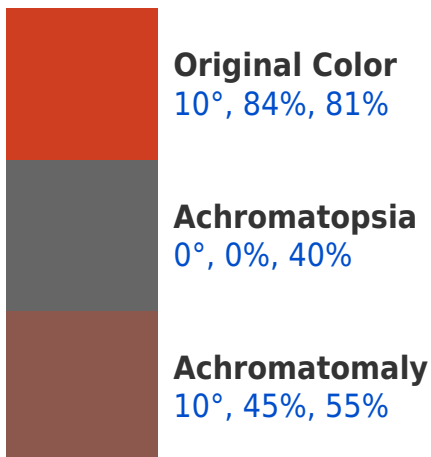 Original Color
10°, 84%, 81%
Achromatopsia
0°, 0%, 40%
Achromatomaly
10°, 45%, 55%